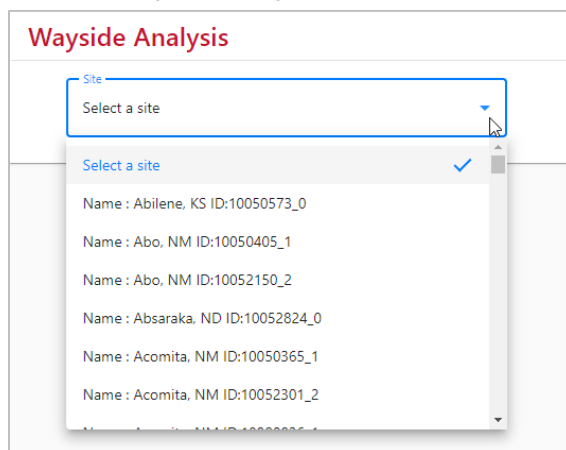 Wayside Analysis
Site
Select a site
Select a site
Name : Abilene, KS ID:10050573_0
Name : Abo, NM ID:10050405_1
Name : Abo, NM ID:10052150_2
Name : Absaraka, ND ID:10052824_0
Name : Acomita, NM ID:10050365_1
Name : Acomita, NM ID:10052301_2